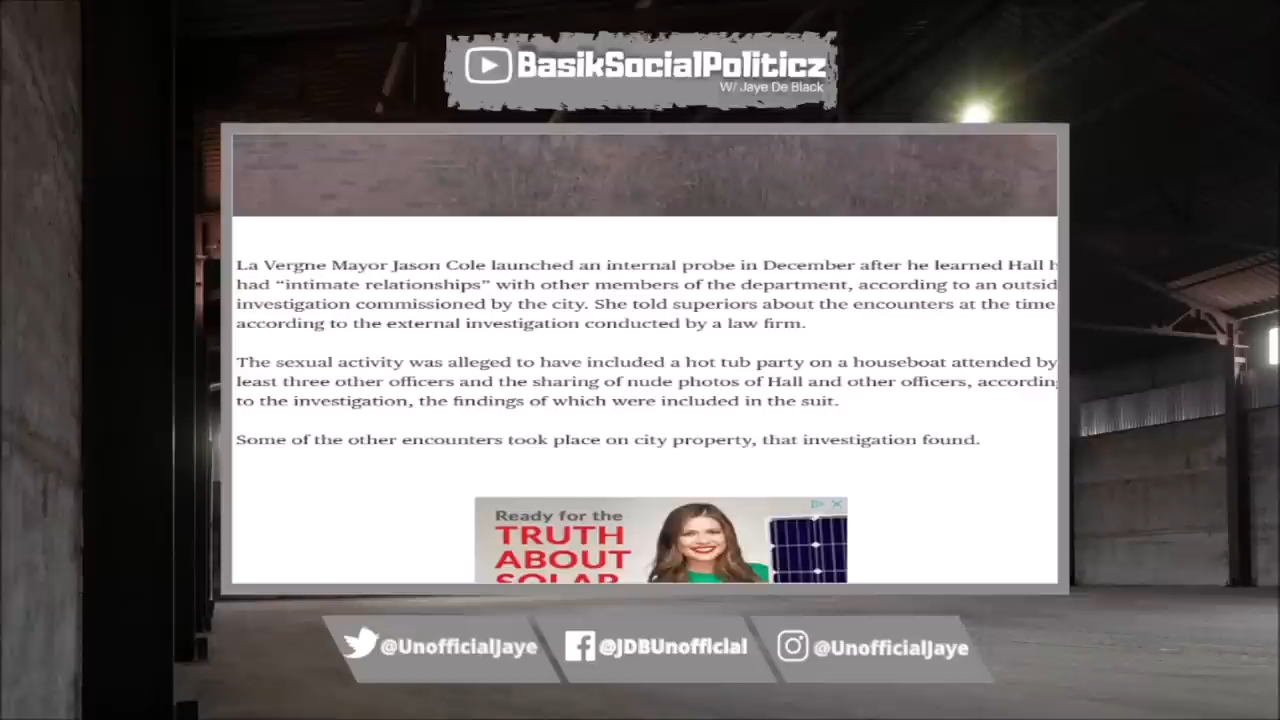 BasikSocialPoliticz
W/ Jaye De Black
La Vergne Mayor Jason Cole launched an internal probe in December after he learned Hall
had “intimate relationships” with other members of the department, according to an outsid
investigation commissioned by the city. She told superiors about the encounters at the time
according to the external investigation conducted by a law firm.
The sexual activity was alleged to have included a hot tub party on a houseboat attended by
least three other officers and the sharing of nude photos of Hall and other officers, accordin
to the investigation, the findings of which were included in the suit.
Some of the other encounters took place on city property, that investigation found.
Ready for the
TRUTH
ABOUT
SOLAR
@UnofficialJaye
@JDBUnofficial
@UnofficialJaye